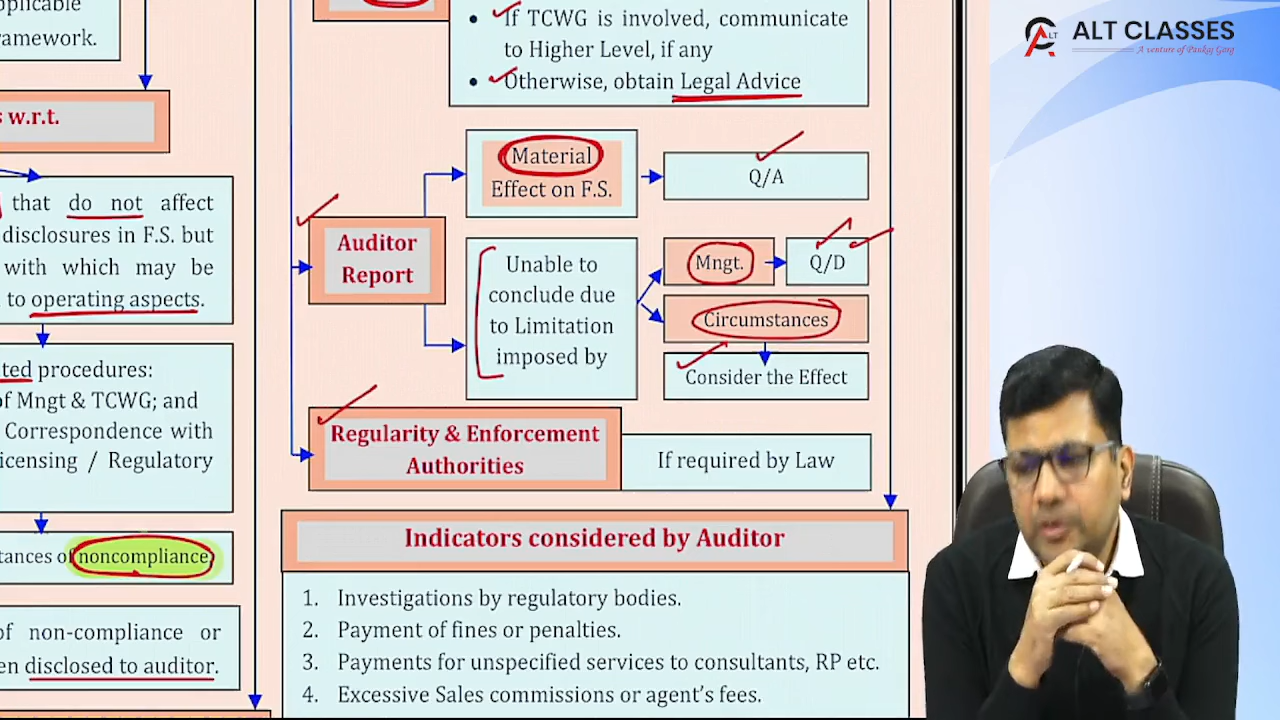 plicable
ramework.
s w.r.t.
that do not affect
disclosures in F.S. but
with which may be
to operating aspects.
ted procedures:
of Mngt & TCWG; and
Correspondence with
icensing / Regulatory
tances of noncompliance
of non-compliance or
en disclosed to auditor.
• If TCWG is involved, communicate
to Higher Level, if any
• Otherwise, obtain Legal Advice
Auditor
Report
Material
Effect on F.S.
Q/A
Unable to
conclude due
to Limitation
imposed by
Mngt.
Q/D
Circumstances
Consider the Effect
Regularity & Enforcement
Authorities
If required by Law
Indicators considered by Auditor
1. Investigations by regulatory bodies.
2. Payment of fines or penalties.
3. Payments for unspecified services to consultants, RP etc.
4. Excessive Sales commissions or agent's fees.
ALT
ALT CLASSES
A venture of Pankaj Garg